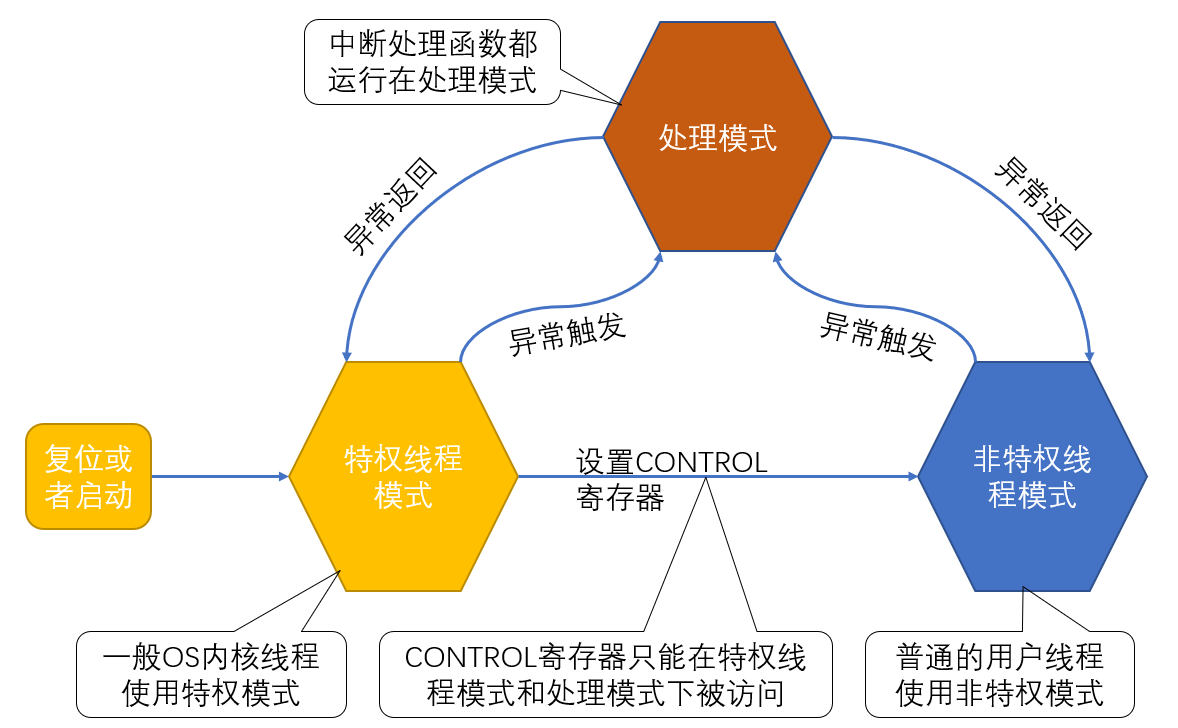 中断处理函数都
运行在处理模式
处理模式
异常返回
异常返回
异常触发
异常触发
复位或
者启动
特权线程
模式
设置CONTROL
寄存器
非特权线
程模式
一般OS内核线程
使用特权模式
CONTROL寄存器只能在特权线
程模式和处理模式下被访问
普通的用户线程
使用非特权模式